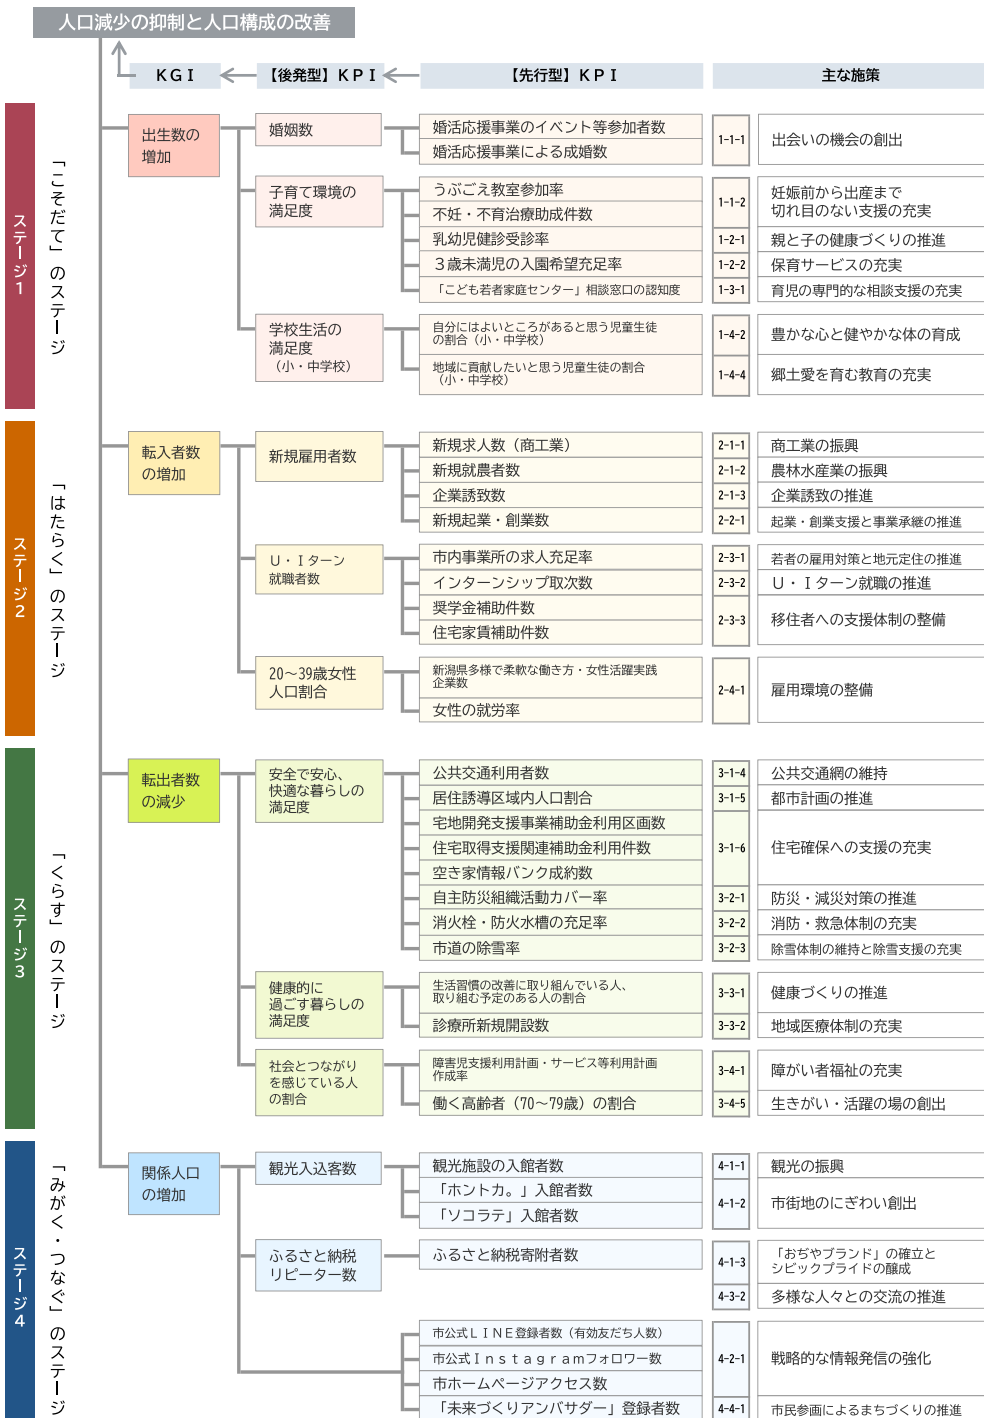 人口減少の抑制と人口構成の改善
ＫＧＩ
【後発型】ＫＰＩ
【先行型】ＫＰＩ
主な施策
ステージ1
「こそだて」のステージ
出生数の
増加
婚姻数
婚活応援事業のイベント等参加者数
婚活応援事業による成婚数
1-1-1
出会いの機会の創出
子育て環境の
満足度
うぶごえ教室参加率
不妊・不育治療助成件数
1-1-2
妊娠前から出産まで
切れ目のない支援の充実
乳幼児健診受診率
1-2-1
親と子の健康づくりの推進
３歳未満児の入園希望充足率
1-2-2
保育サービスの充実
「こども若者家庭センター」相談窓口の認知度
1-3-1
育児の専門的な相談支援の充実
学校生活の
満足度
（小・中学校）
自分にはよいところがあると思う児童生徒
の割合（小・中学校）
1-4-2
豊かな心と健やかな体の育成
地域に貢献したいと思う児童生徒の割合
（小・中学校）
1-4-4
郷土愛を育む教育の充実
ステージ2
「はたらく」のステージ
転入者数
の増加
新規雇用者数
新規求人数（商工業）
2-1-1
商工業の振興
新規就農者数
2-1-2
農林水産業の振興
企業誘致数
2-1-3
企業誘致の推進
新規起業・創業数
2-2-1
起業・創業支援と事業承継の推進
Ｕ・Ｉターン
就職者数
市内事業所の求人充足率
2-3-1
若者の雇用対策と地元定住の推進
インターンシップ取次数
2-3-2
Ｕ・Ｉターン就職の推進
奨学金補助件数
住宅家賃補助件数
2-3-3
移住者への支援体制の整備
20～39歳女性
人口割合
新潟県多様で柔軟な働き方・女性活躍実践
企業数
女性の就労率
2-4-1
雇用環境の整備
ステージ3
「くらす」のステージ
転出者数
の減少
安全で安心、
快適な暮らしの
満足度
公共交通利用者数
3-1-4
公共交通網の維持
居住誘導区域内人口割合
3-1-5
都市計画の推進
宅地開発支援事業補助金利用区画数
住宅取得支援関連補助金利用件数
空き家情報バンク成約数
3-1-6
住宅確保への支援の充実
自主防災組織活動カバー率
3-2-1
防災・減災対策の推進
消火栓・防火水槽の充足率
3-2-2
消防・救急体制の充実
市道の除雪率
3-2-3
除雪体制の維持と除雪支援の充実
健康的に
過ごす暮らしの
満足度
生活習慣の改善に取り組んでいる人、
取り組む予定のある人の割合
3-3-1
健康づくりの推進
診療所新規開設数
3-3-2
地域医療体制の充実
社会とつながり
を感じている人
の割合
障害児支援利用計画・サービス等利用計画
作成率
3-4-1
障がい者福祉の充実
働く高齢者（70～79歳）の割合
3-4-5
生きがい・活躍の場の創出
ステージ4
「みがく・つなぐ」のステージ
関係人口
の増加
観光入込客数
観光施設の入館者数
4-1-1
観光の振興
「ホントカ。」入館者数
「ソコラテ」入館者数
4-1-2
市街地のにぎわい創出
ふるさと納税
リピーター数
ふるさと納税寄附者数
4-1-3
「おぢやブランド」の確立と
シビックプライドの醸成
4-3-2
多様な人々との交流の推進
市公式ＬＩＮＥ登録者数（有効友だち人数）
市公式Ｉｎｓｔａｇｒａｍフォロワー数
市ホームページアクセス数
4-2-1
戦略的な情報発信の強化
「未来づくりアンバサダー」登録者数
4-4-1
市民参画によるまちづくりの推進